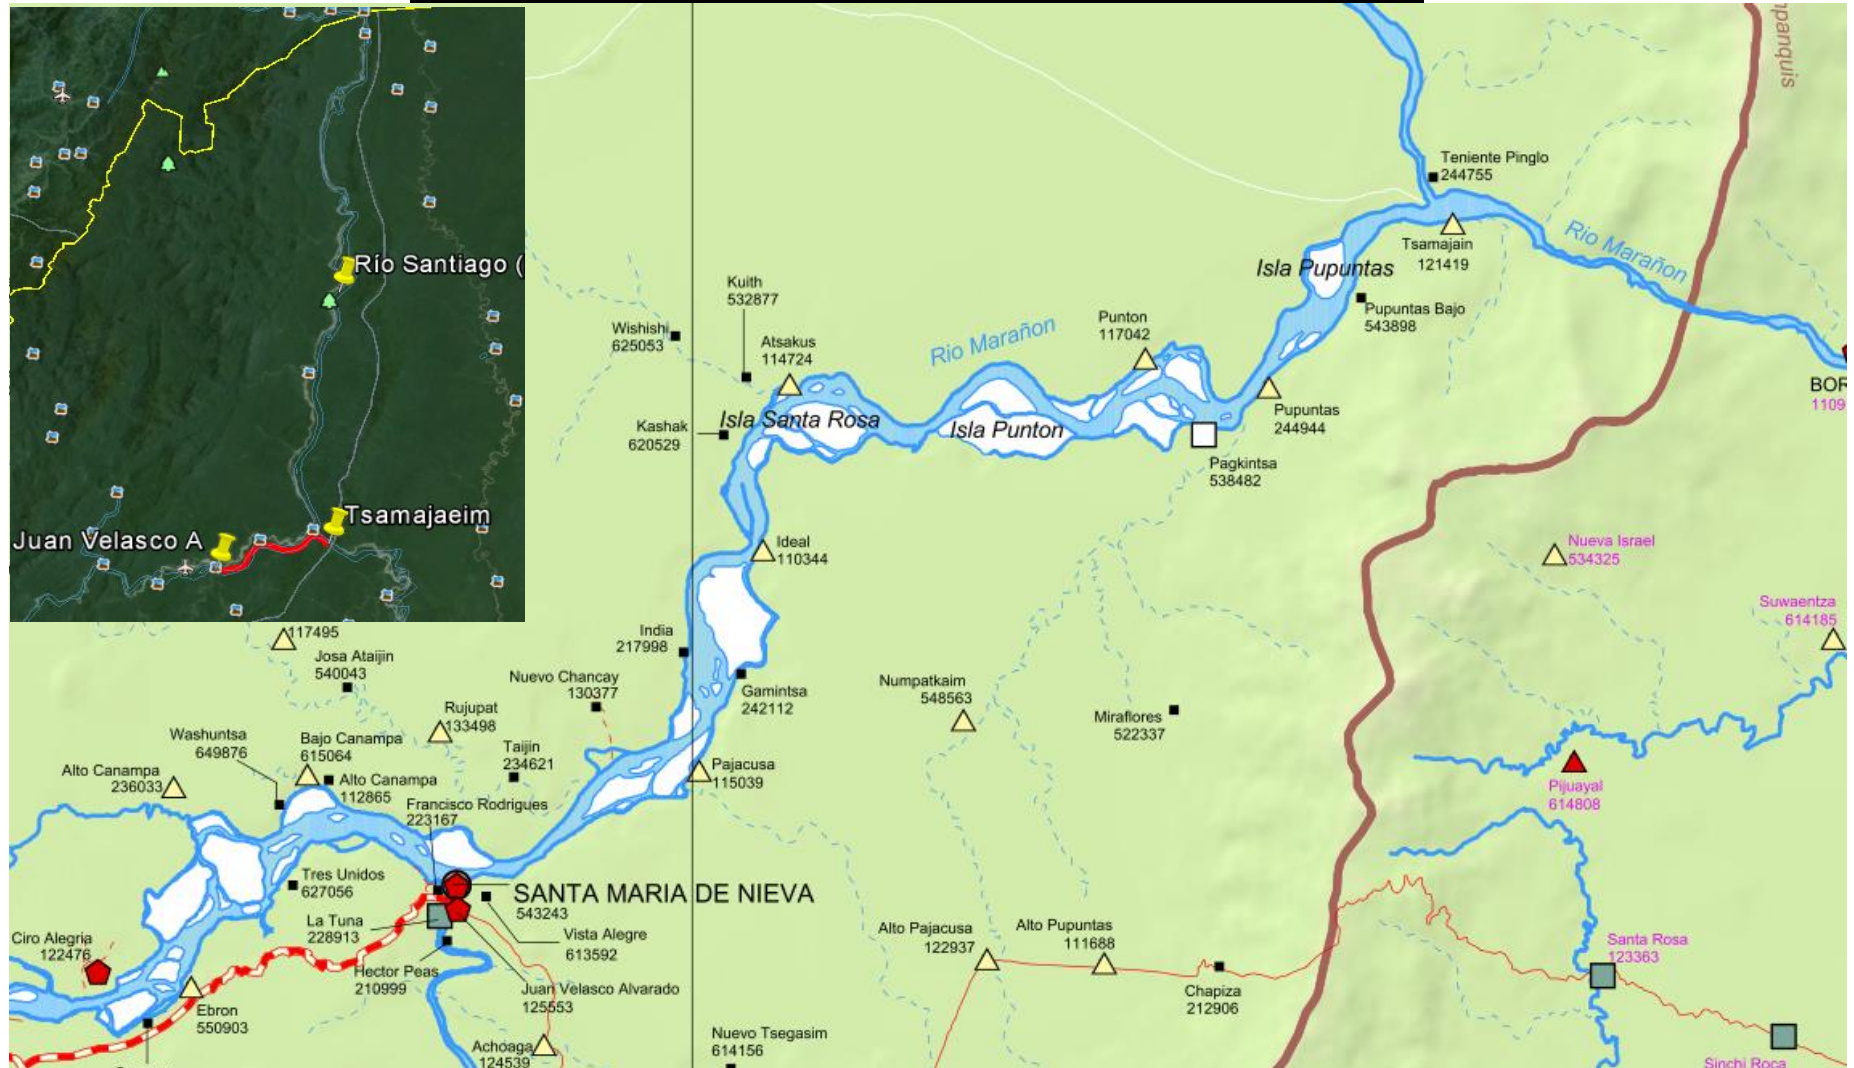 Río Santiago (
Tsamajaeim
Juan Velasco A
mpanquis
Teniente Pinglo
244755
Rio Marañon
Tsamajain
121419
Isla Pupuntas
Pupuntas Bajo
543898
Kuith
532877
Wishishi
625053
Atsakus
114724
Rio Marañon
Punton
117042
Isla Santa Rosa
Kashak
620529
Isla Punton
Pupuntas
244944
Pagkintsa
538482
BOR
1109
Ideal
110344
Nueva Israel
534325
Suwaentza
614185
117495
Josa Ataijin
540043
India
217998
Nuevo Chancay
130377
Gamintsa
242112
Numpatkaim
548563
Miraflores
522337
Rujupat
133498
Washuntsa
649876
Bajo Canampa
615064
Taijin
234621
Alto Canampa
236033
Alto Canampa
112865
Pajacusa
115039
Pijuayal
614808
Francisco Rodrigues
223167
Tres Unidos
627056
SANTA MARIA DE NIEVA
543243
La Tuna
228913
Vista Alegre
613592
Ciro Alegria
122476
Hector Peas
210999
Juan Velasco Alvarado
125553
Alto Pajacusa
122937
Alto Pupuntas
111688
Chapiza
212906
Santa Rosa
123363
Ebron
550903
Achoaga
124539
Nuevo Tsegasim
614156
Sinchi Roca